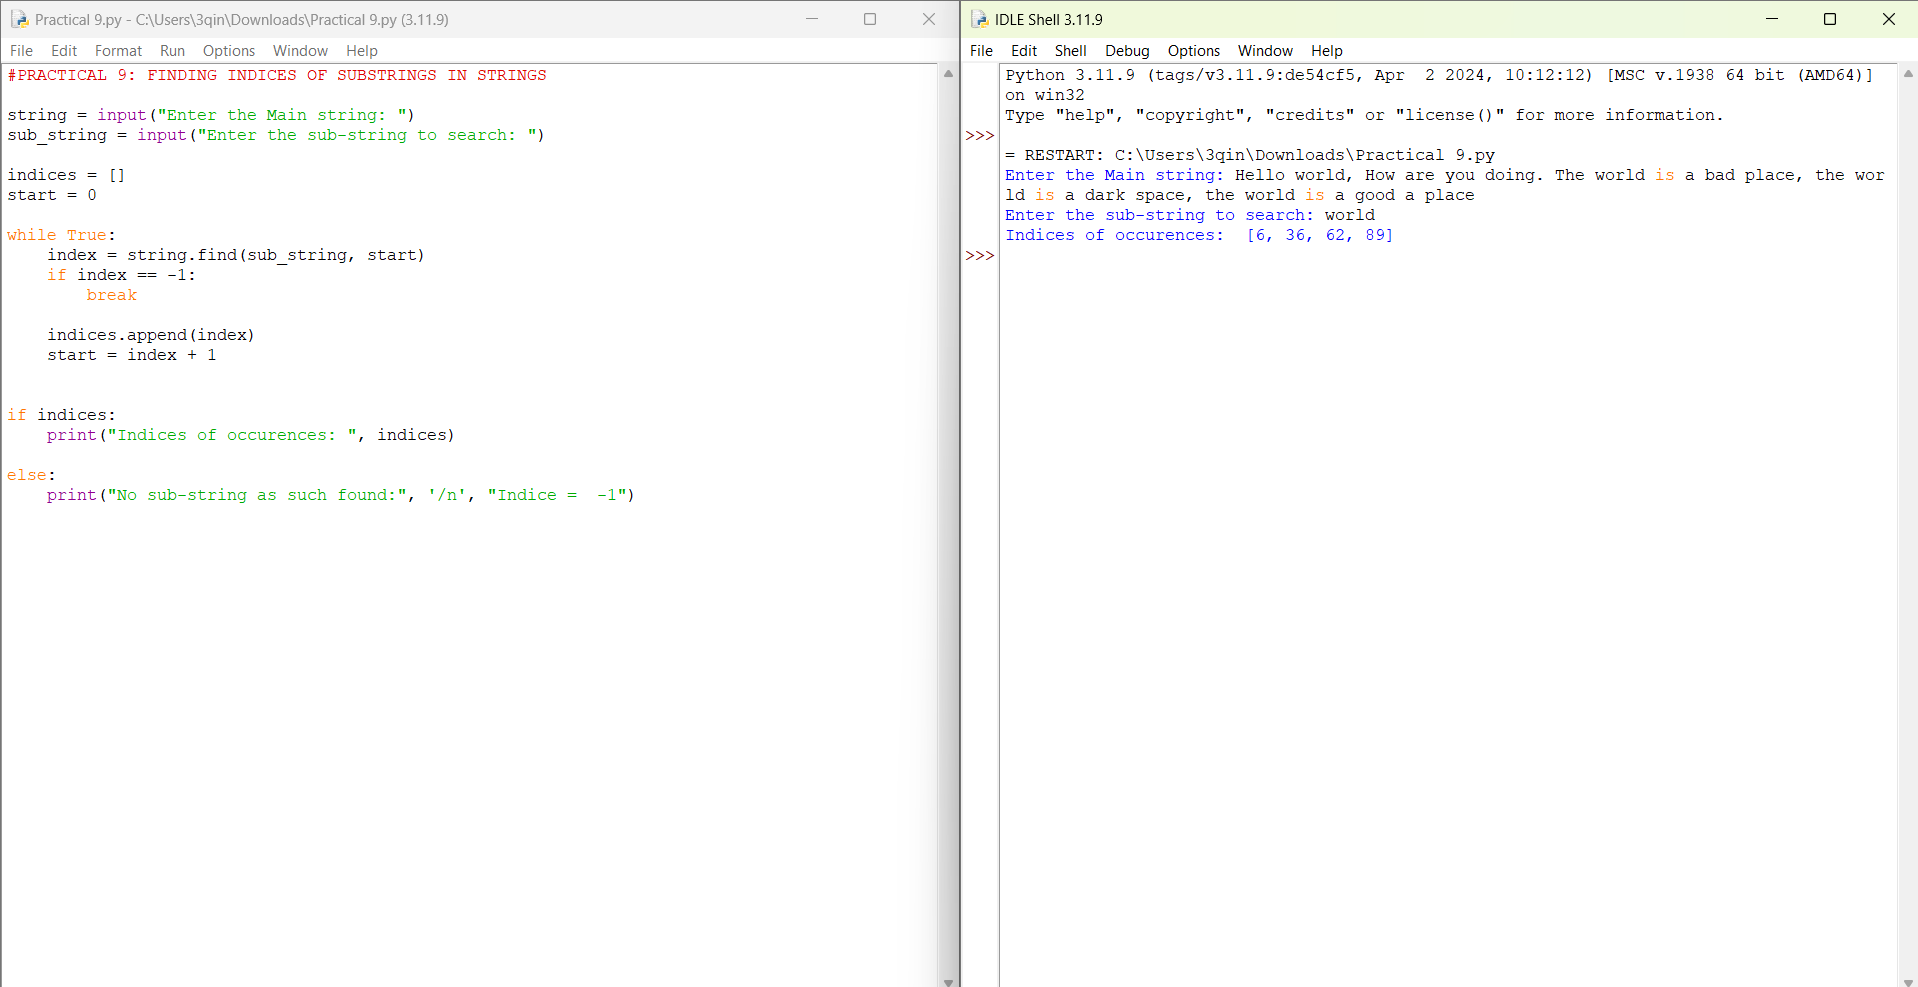 Practical 9.py - C:\Users\3qin\Downloads\Practical 9.py (3.11.9)
File Edit Format Run Options Window Help
#PRACTICAL 9: FINDING INDICES OF SUBSTRINGS IN STRINGS
string = input("Enter the Main string: ")
sub_string = input("Enter the sub-string to search: ")
indices = []
start = 0
while True:
    index = string.find(sub_string, start)
    if index == -1:
        break
    indices.append(index)
    start = index + 1
if indices:
    print("Indices of occurences: ", indices)
else:
    print("No sub-string as such found:", '/n', "Indice =  -1")
IDLE Shell 3.11.9
File Edit Shell Debug Options Window Help
Python 3.11.9 (tags/v3.11.9:de54cf5, Apr  2 2024, 10:12:12) [MSC v.1938 64 bit (AMD64)]
on win32
Type "help", "copyright", "credits" or "license()" for more information.
>>>
= RESTART: C:\Users\3qin\Downloads\Practical 9.py
Enter the Main string: Hello world, How are you doing. The world is a bad place, the wor
ld is a dark space, the world is a good a place
Enter the sub-string to search: world
Indices of occurences:  [6, 36, 62, 89]
>>>